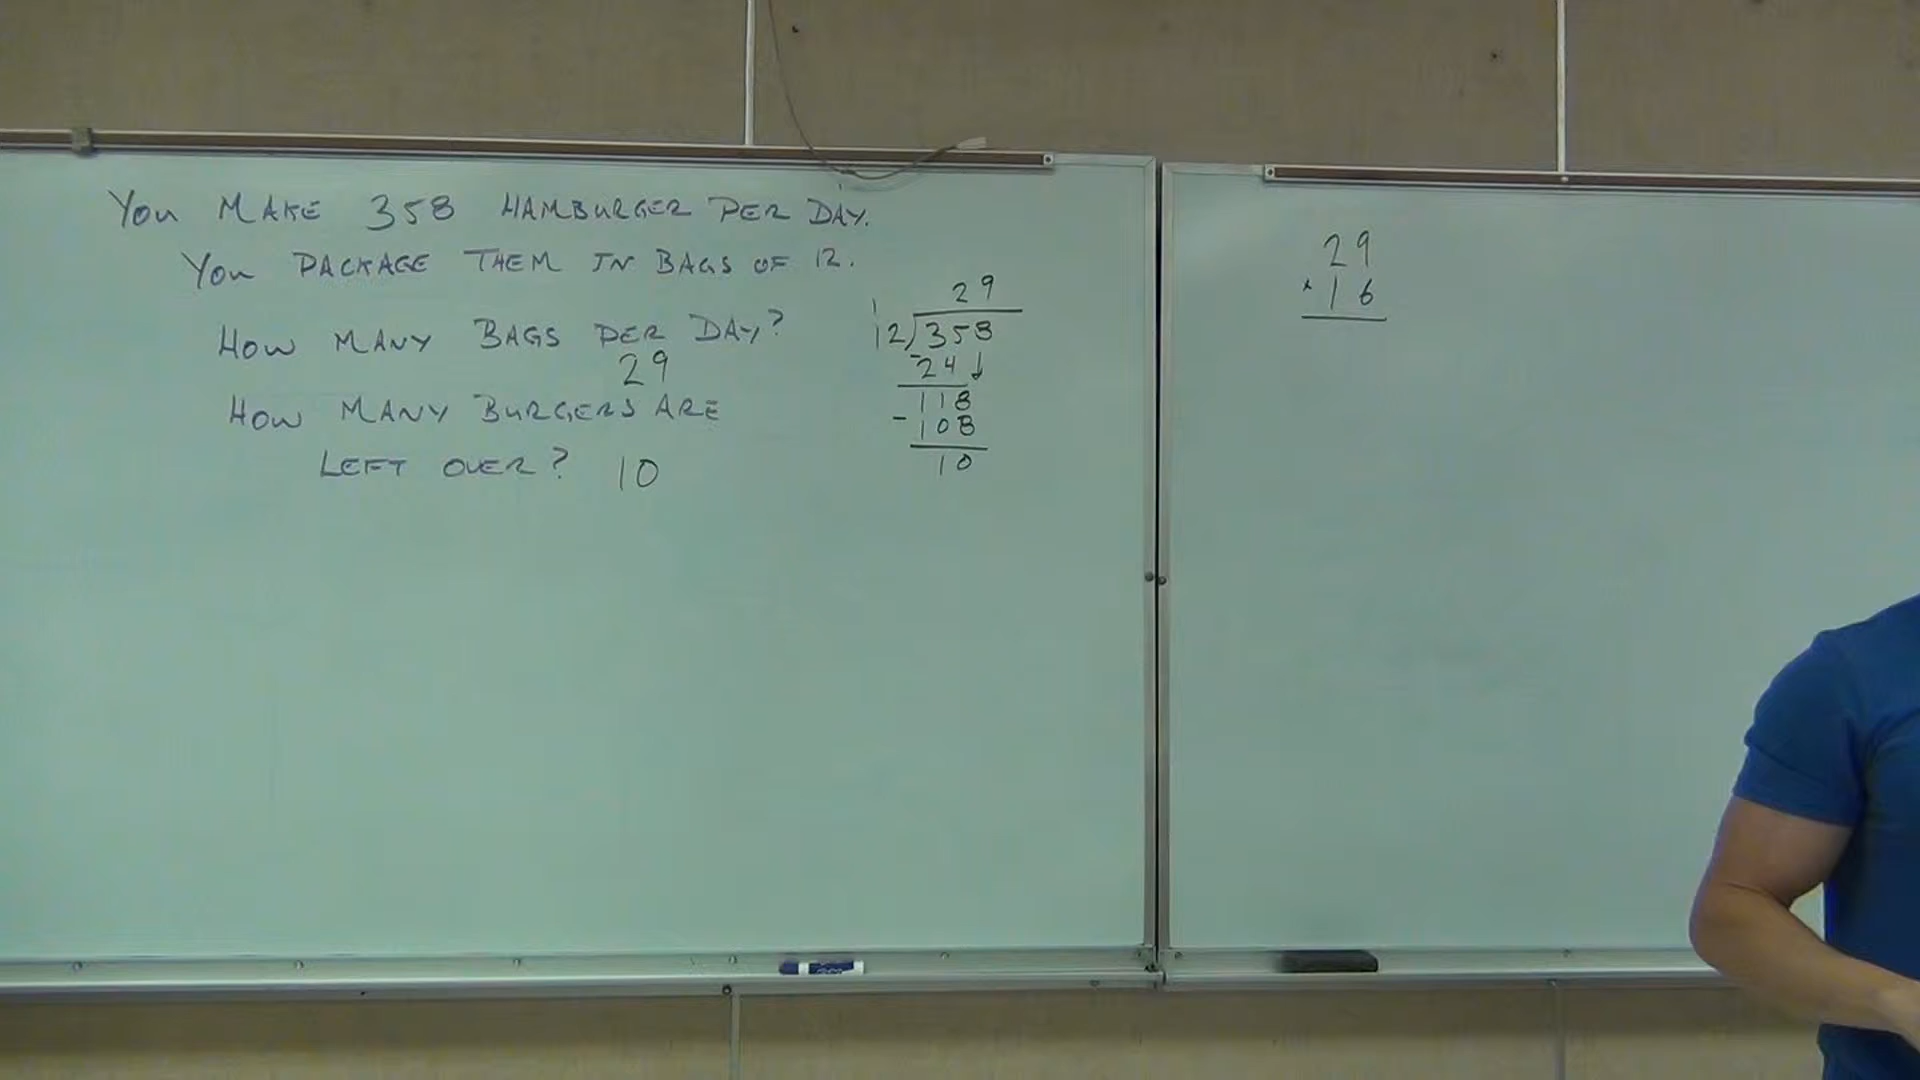 You MAKE 358 HAMBURGER PER DAY.
You PACKAGE THEM IN BAGS OF 12.
HOW MANY BAGS PER DAY?
29
HOW MANY BURGERS ARE
LEFT OVER? 10
29
1
12)358
-24↓
118
-108
10
29
×16